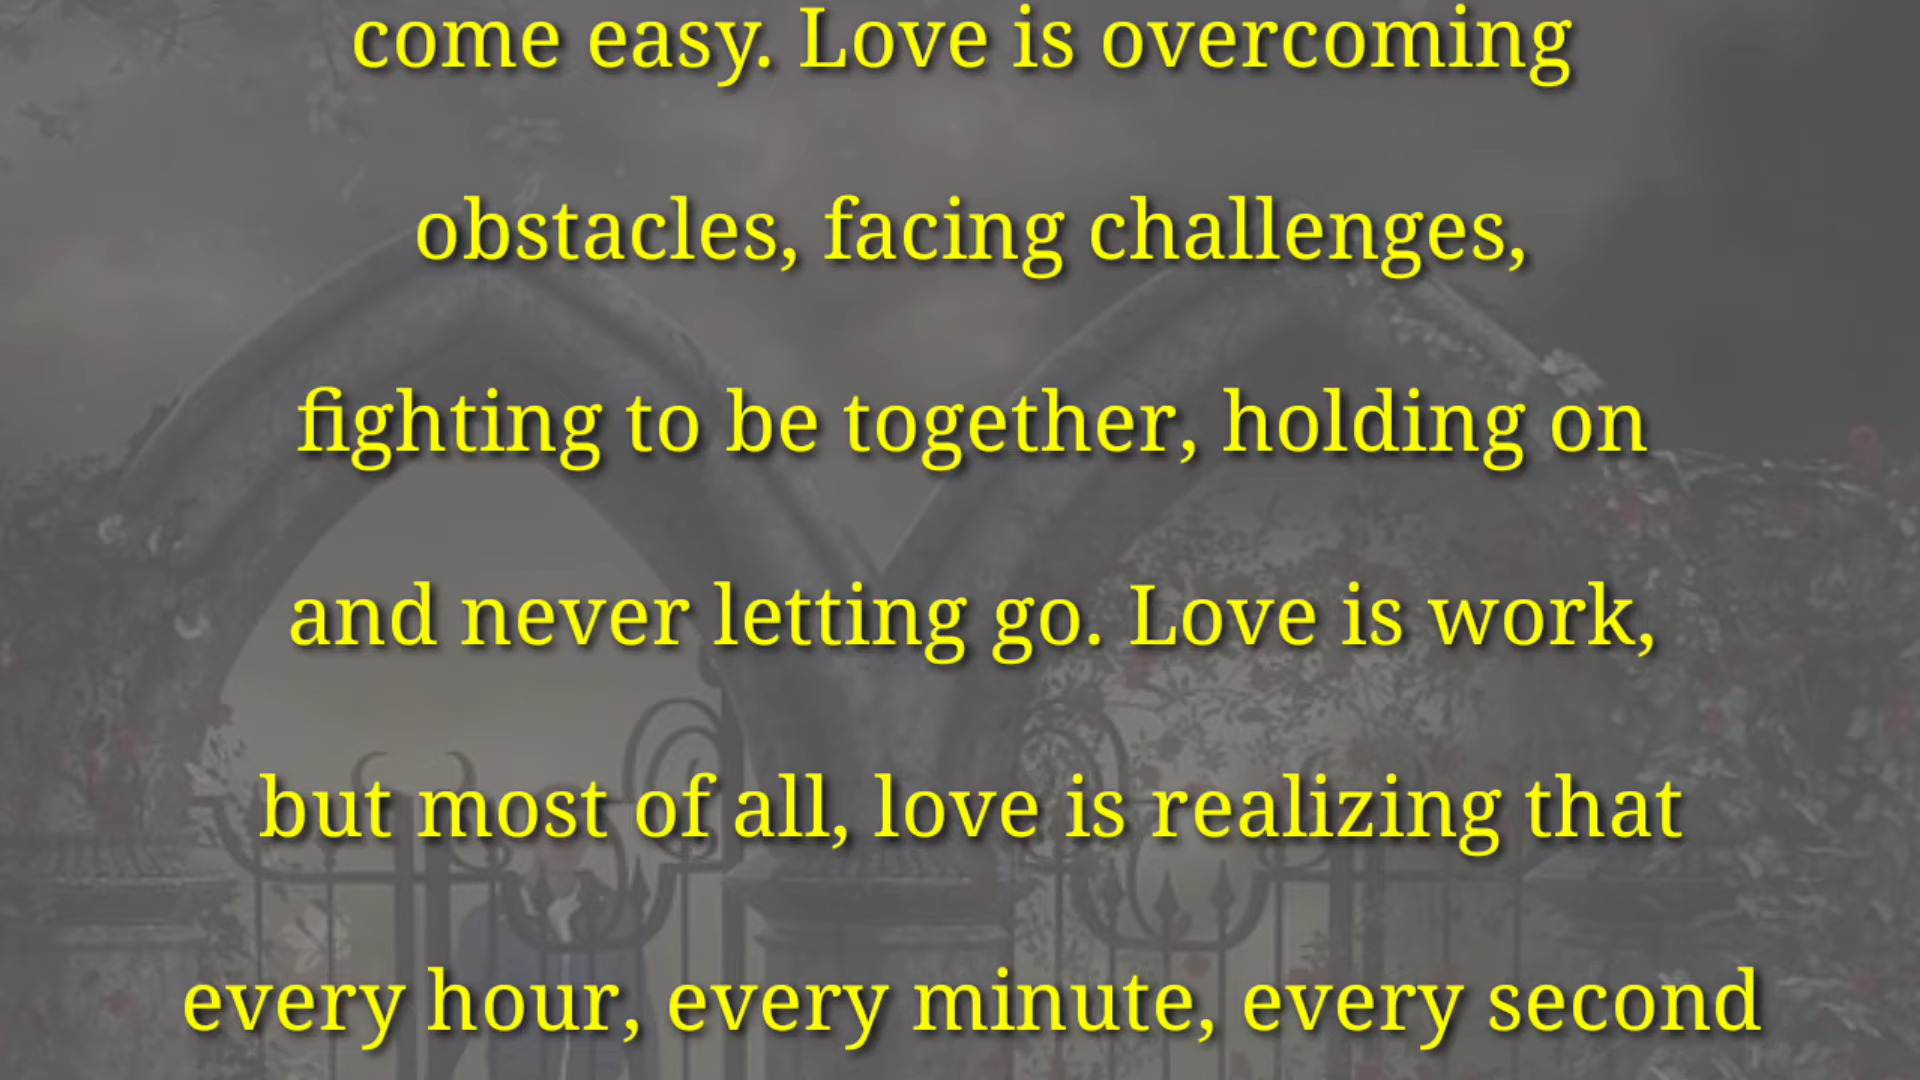 come easy. Love is overcoming
obstacles, facing challenges,
fighting to be together, holding on
and never letting go. Love is work,
but most of all, love is realizing that
every hour, every minute, every second